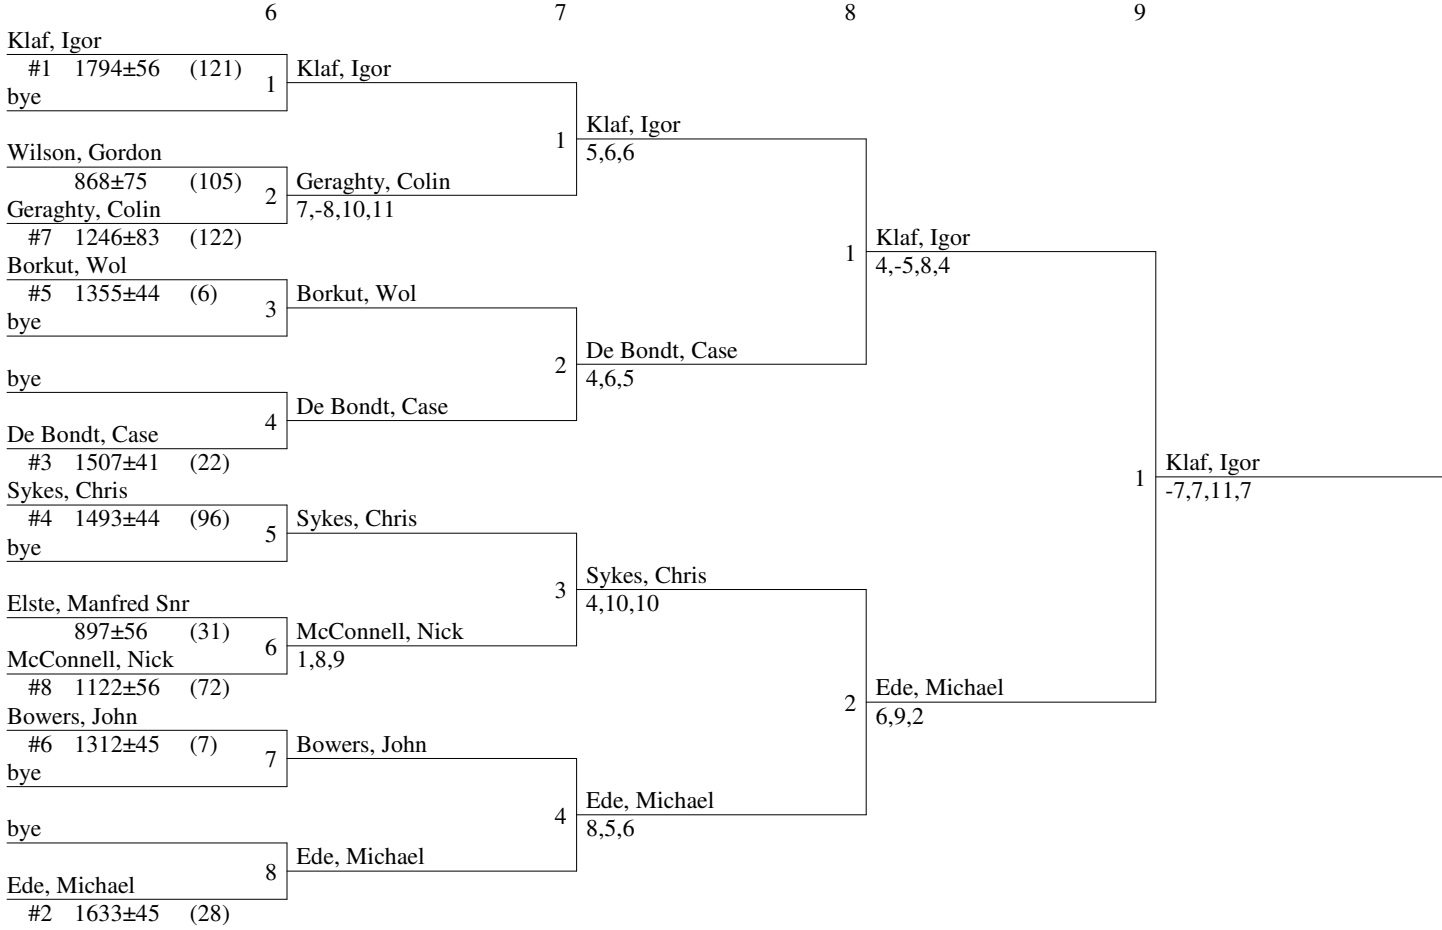 6 7 8 9
Klaf, Igor
#1 1794±56 (121)
1
Klaf, Igor
bye
1
Klaf, Igor
5,6,6
Wilson, Gordon
868±75 (105)
2
Geraghty, Colin
7,-8,10,11
Geraghty, Colin
#7 1246±83 (122)
1
Klaf, Igor
4,-5,8,4
Borkut, Wol
#5 1355±44 (6)
3
Borkut, Wol
bye
2
De Bondt, Case
4,6,5
bye
4
De Bondt, Case
De Bondt, Case
#3 1507±41 (22)
1
Klaf, Igor
-7,7,11,7
Sykes, Chris
#4 1493±44 (96)
5
Sykes, Chris
bye
3
Sykes, Chris
4,10,10
Elste, Manfred Snr
897±56 (31)
6
McConnell, Nick
1,8,9
McConnell, Nick
#8 1122±56 (72)
2
Ede, Michael
6,9,2
Bowers, John
#6 1312±45 (7)
7
Bowers, John
bye
4
Ede, Michael
8,5,6
bye
8
Ede, Michael
Ede, Michael
#2 1633±45 (28)